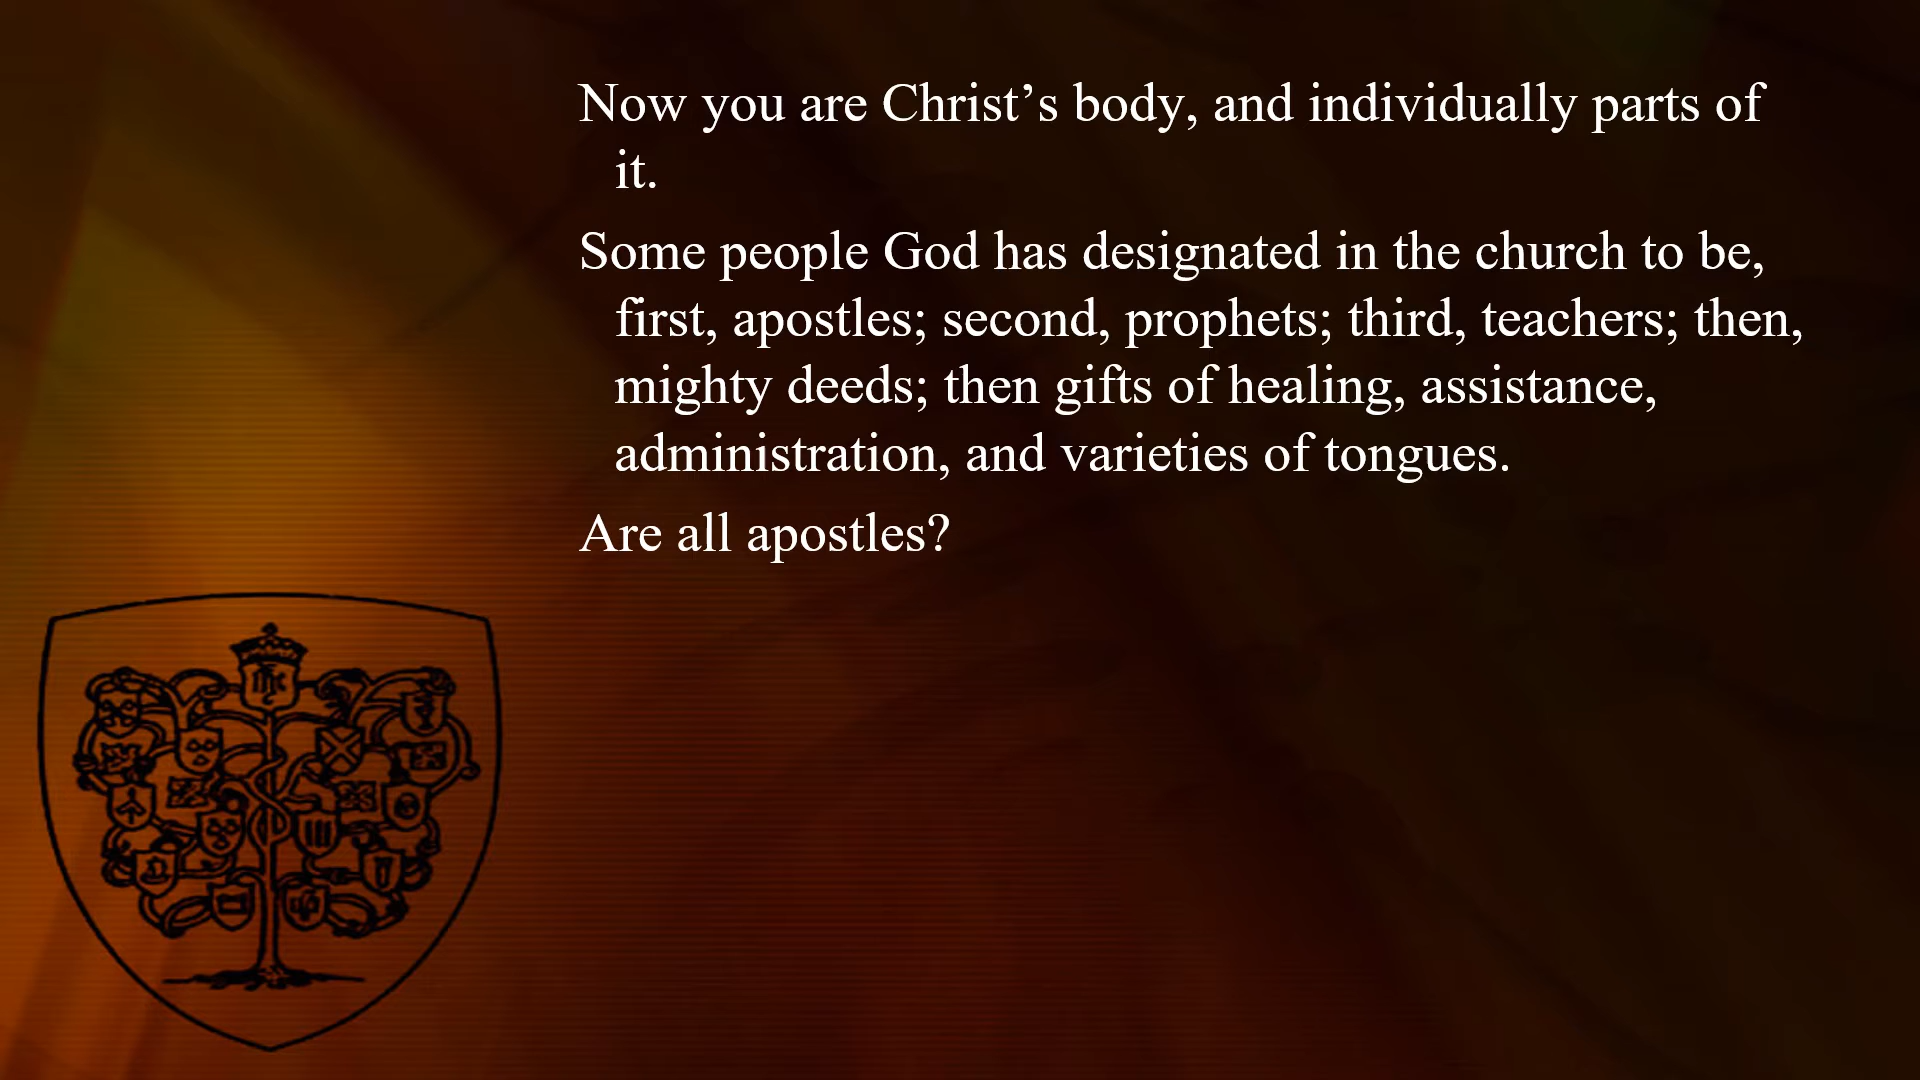 Now you are Christ’s body, and individually parts of
it.
Some people God has designated in the church to be,
first, apostles; second, prophets; third, teachers; then,
mighty deeds; then gifts of healing, assistance,
administration, and varieties of tongues.
Are all apostles?